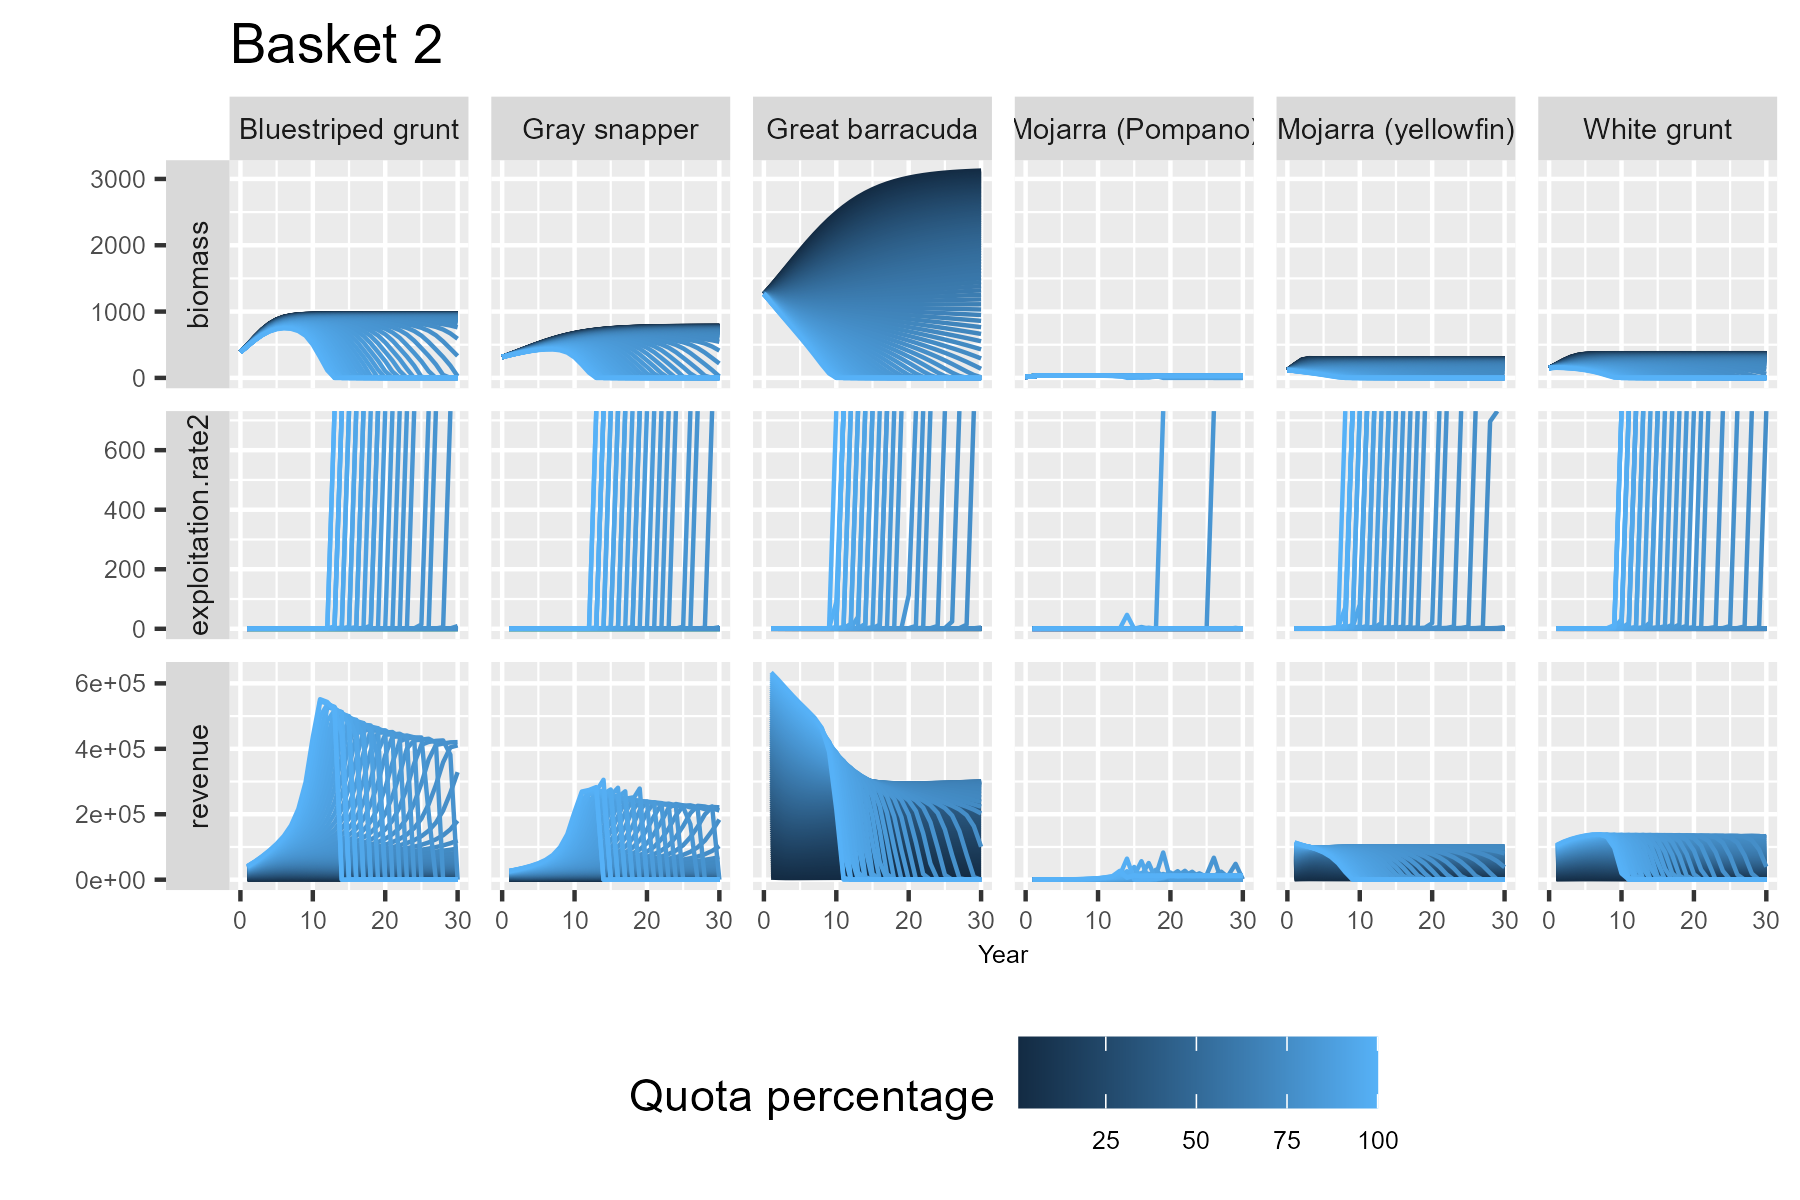 Basket 2
Bluestriped grunt Gray snapper Great barracuda Mojarra (Pompano) Mojarra (yellowfin) White grunt
biomass
3000
2000
1000
0
exploitation.rate2
600
400
200
0
revenue
6e+05
4e+05
2e+05
0e+00
0 10 20 30 0 10 20 30 0 10 20 30 0 10 20 30 0 10 20 30 0 10 20 30
Year
Quota percentage
25 50 75 100